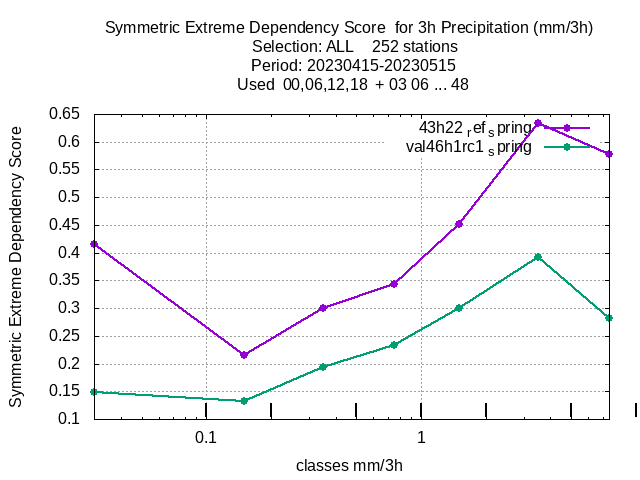 Symmetric Extreme Dependency Score  for 3h Precipitation (mm/3h)
Selection: ALL    252 stations
Period: 20230415-20230515
Used  00,06,12,18  + 03 06 ... 48
0.65
0.6
0.55
0.5
0.45
0.4
0.35
0.3
0.25
0.2
0.15
0.1
Symmetric Extreme Dependency Score
43h22 ref spring
val46h1rc1 spring
0.1
1
classes mm/3h